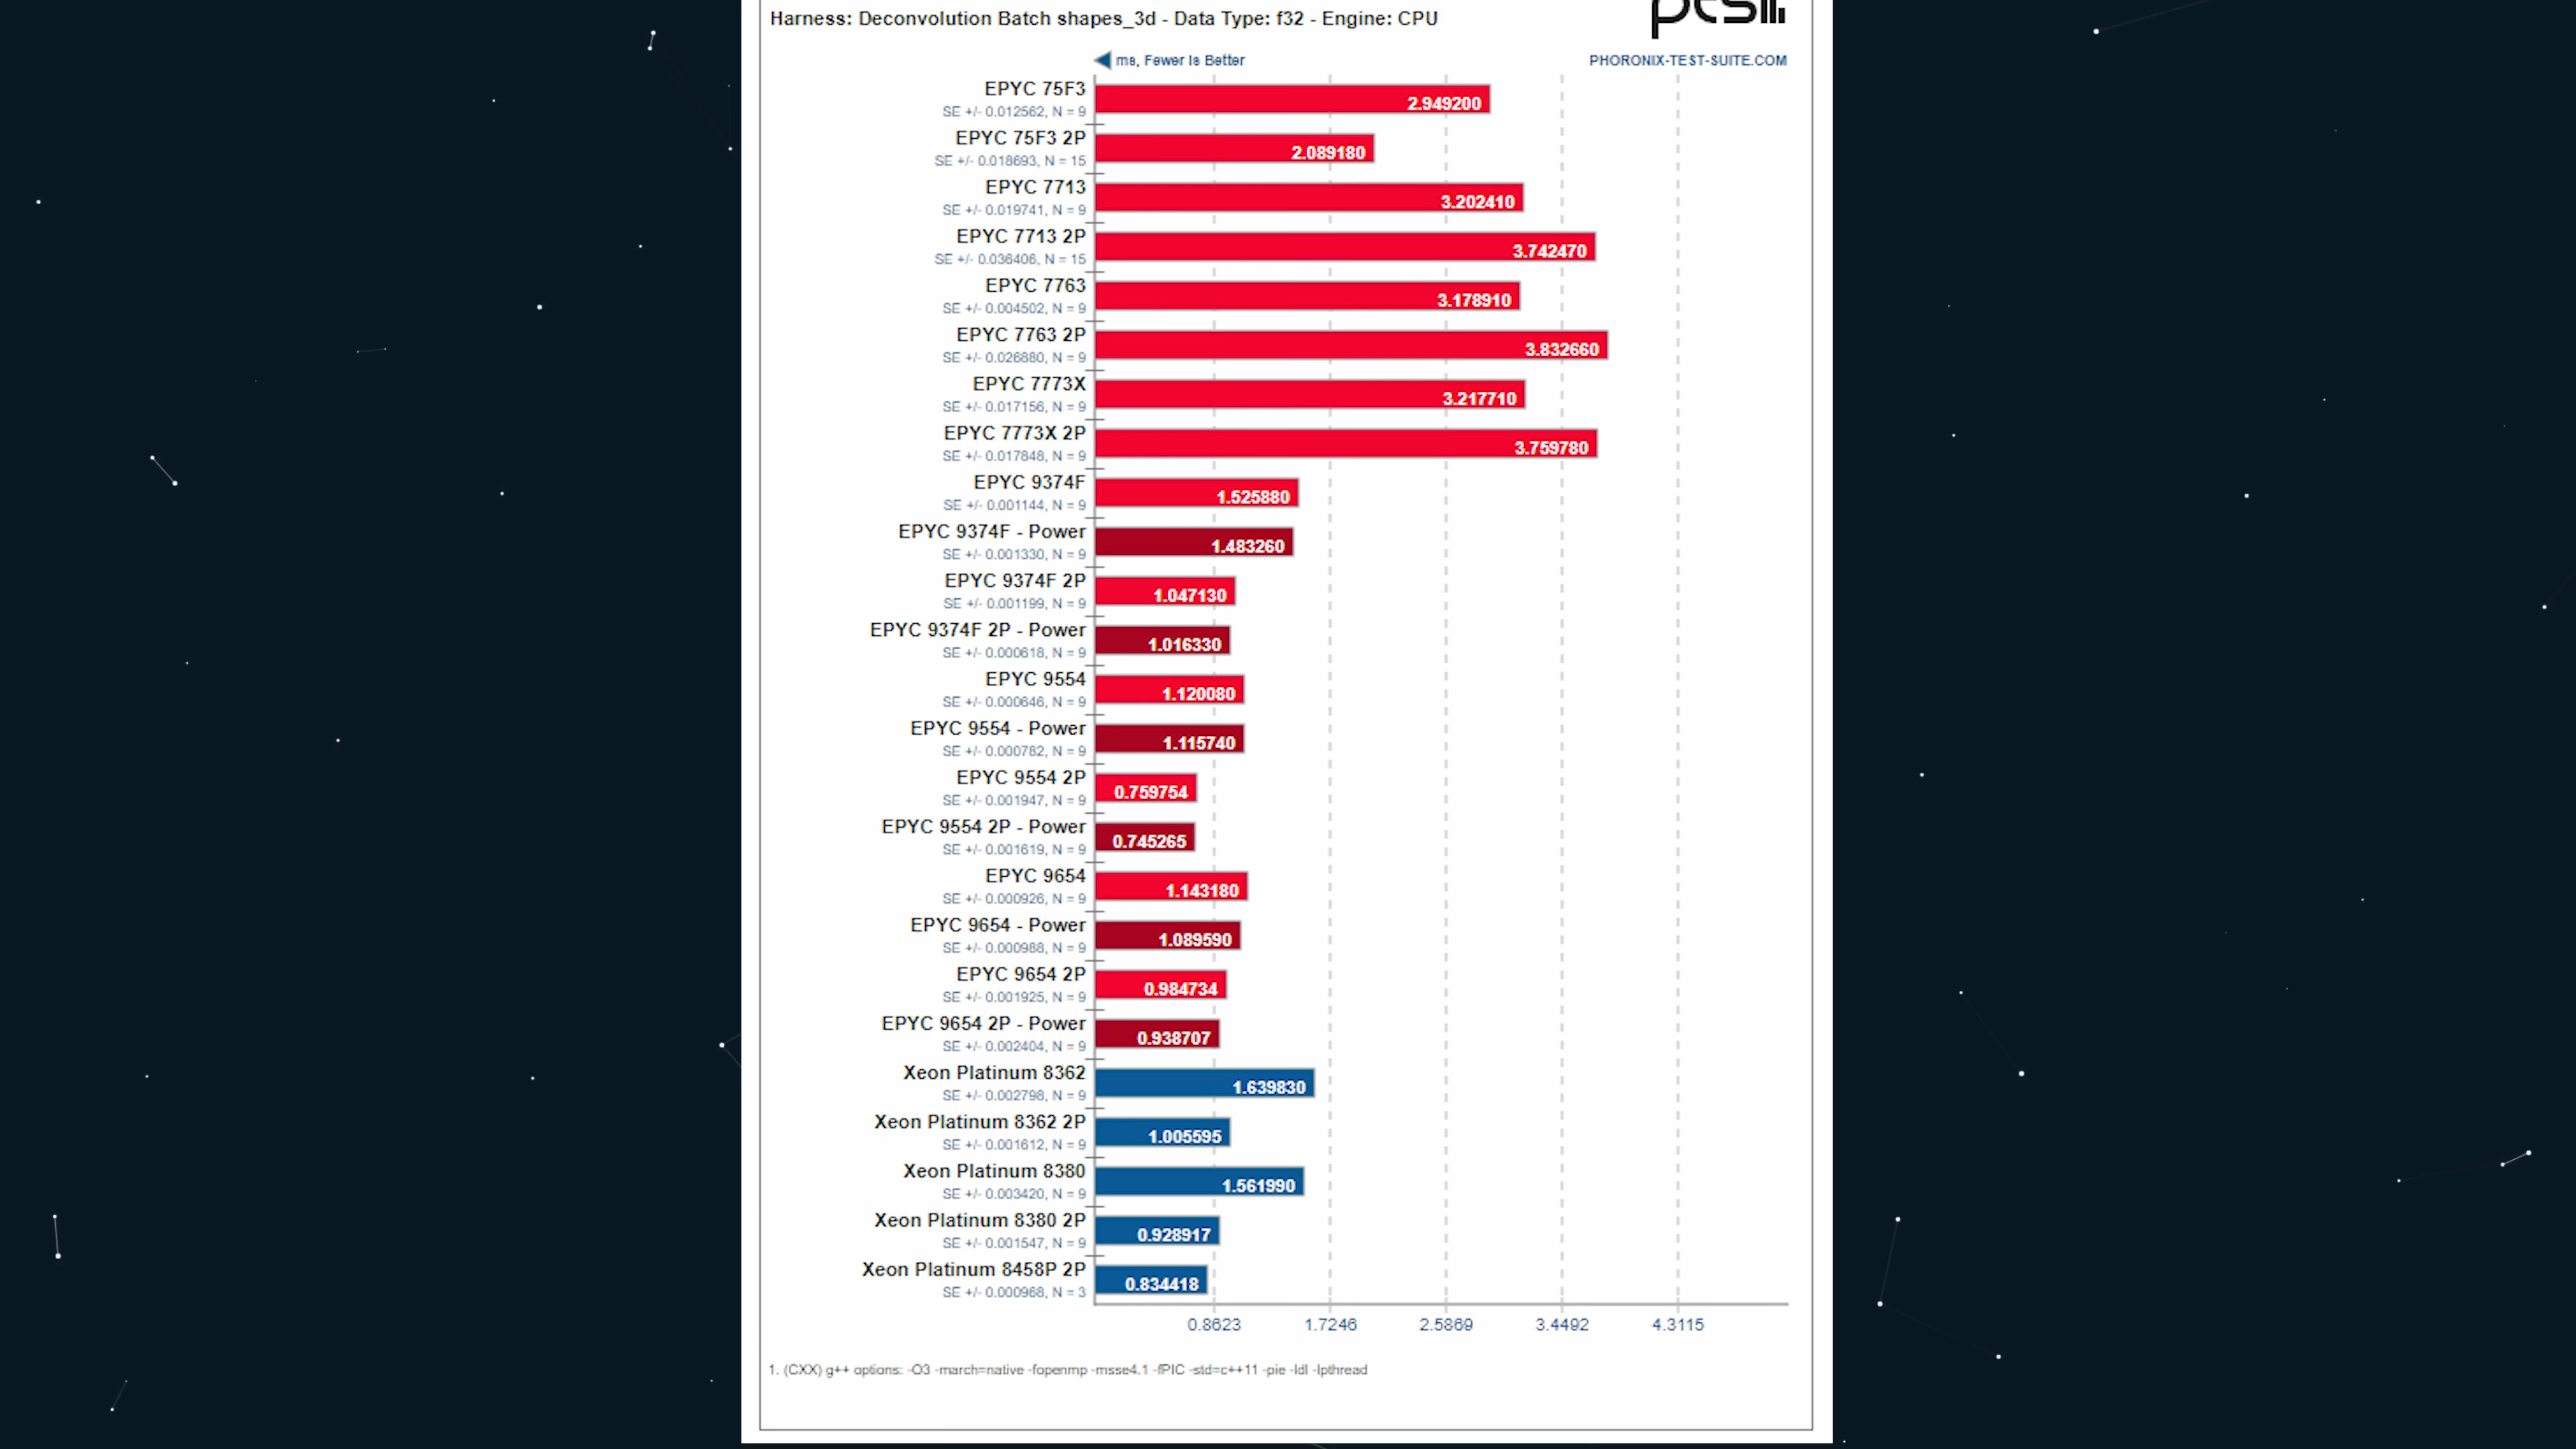 Harness: Deconvolution Batch shapes_3d - Data Type: f32 - Engine: CPU
ms, Fewer Is Better
PHORONIX-TEST-SUITE.COM
EPYC 75F3
SE +/- 0.012562, N = 9
2.949200
EPYC 75F3 2P
SE +/- 0.018693, N = 15
2.089180
EPYC 7713
SE +/- 0.019741, N = 9
3.202410
EPYC 7713 2P
SE +/- 0.036406, N = 15
3.742470
EPYC 7763
SE +/- 0.004502, N = 9
3.178910
EPYC 7763 2P
SE +/- 0.026880, N = 9
3.832660
EPYC 7773X
SE +/- 0.017156, N = 9
3.217710
EPYC 7773X 2P
SE +/- 0.017848, N = 9
3.759780
EPYC 9374F
SE +/- 0.001144, N = 9
1.525880
EPYC 9374F - Power
SE +/- 0.001330, N = 9
1.483260
EPYC 9374F 2P
SE +/- 0.001199, N = 9
1.047130
EPYC 9374F 2P - Power
SE +/- 0.000618, N = 9
1.016330
EPYC 9554
SE +/- 0.000646, N = 9
1.120080
EPYC 9554 - Power
SE +/- 0.000782, N = 9
1.115740
EPYC 9554 2P
SE +/- 0.001947, N = 9
0.759754
EPYC 9554 2P - Power
SE +/- 0.001619, N = 9
0.745265
EPYC 9654
SE +/- 0.000926, N = 9
1.143180
EPYC 9654 - Power
SE +/- 0.000988, N = 9
1.089590
EPYC 9654 2P
SE +/- 0.001925, N = 9
0.984734
EPYC 9654 2P - Power
SE +/- 0.002404, N = 9
0.938707
Xeon Platinum 8362
SE +/- 0.002798, N = 9
1.639830
Xeon Platinum 8362 2P
SE +/- 0.001612, N = 9
1.005595
Xeon Platinum 8380
SE +/- 0.003420, N = 9
1.561990
Xeon Platinum 8380 2P
SE +/- 0.001547, N = 9
0.928917
Xeon Platinum 8458P 2P
SE +/- 0.000968, N = 3
0.834418
0.8623 1.7246 2.5869 3.4492 4.3115
1. (CXX) g++ options: -O3 -march=native -fopenmp -msse4.1 -fPIC -std=c++11 -pie -ldl -lpthread